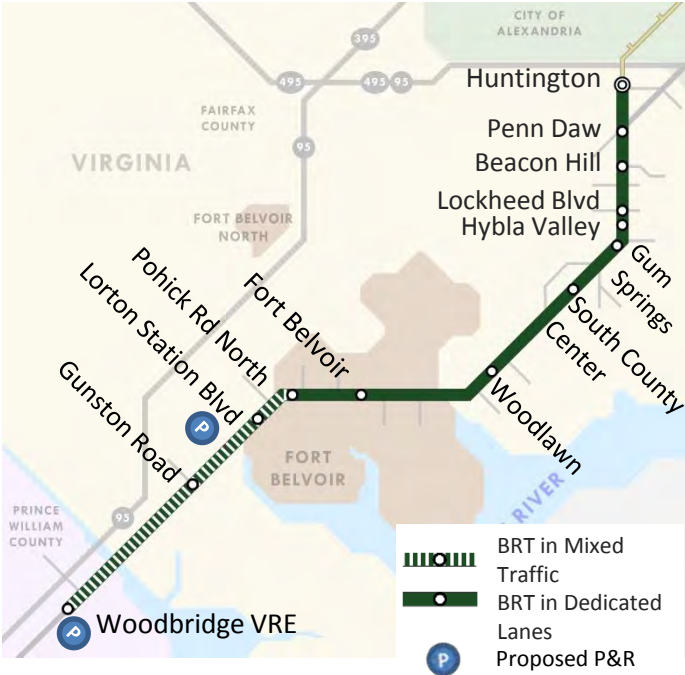 CITY OF
ALEXANDRIA
395
495
495
95
Huntington
FAIRFAX
COUNTY
Penn Daw
95
VIRGINIA
Beacon Hill
Lockheed Blvd
FORT BELVOIR
NORTH
Hybla Valley
Gum
Springs
Pohick Rd North
Fort Belvoir
Lorton Station Blvd
South County
Center
Gunston Road
Woodlawn
P
FORT
BELVOIR
RIVER
PRINCE
WILLIAM
COUNTY
95
BRT in Mixed
Traffic
BRT in Dedicated
Lanes
P
Woodbridge VRE
P
Proposed P&R